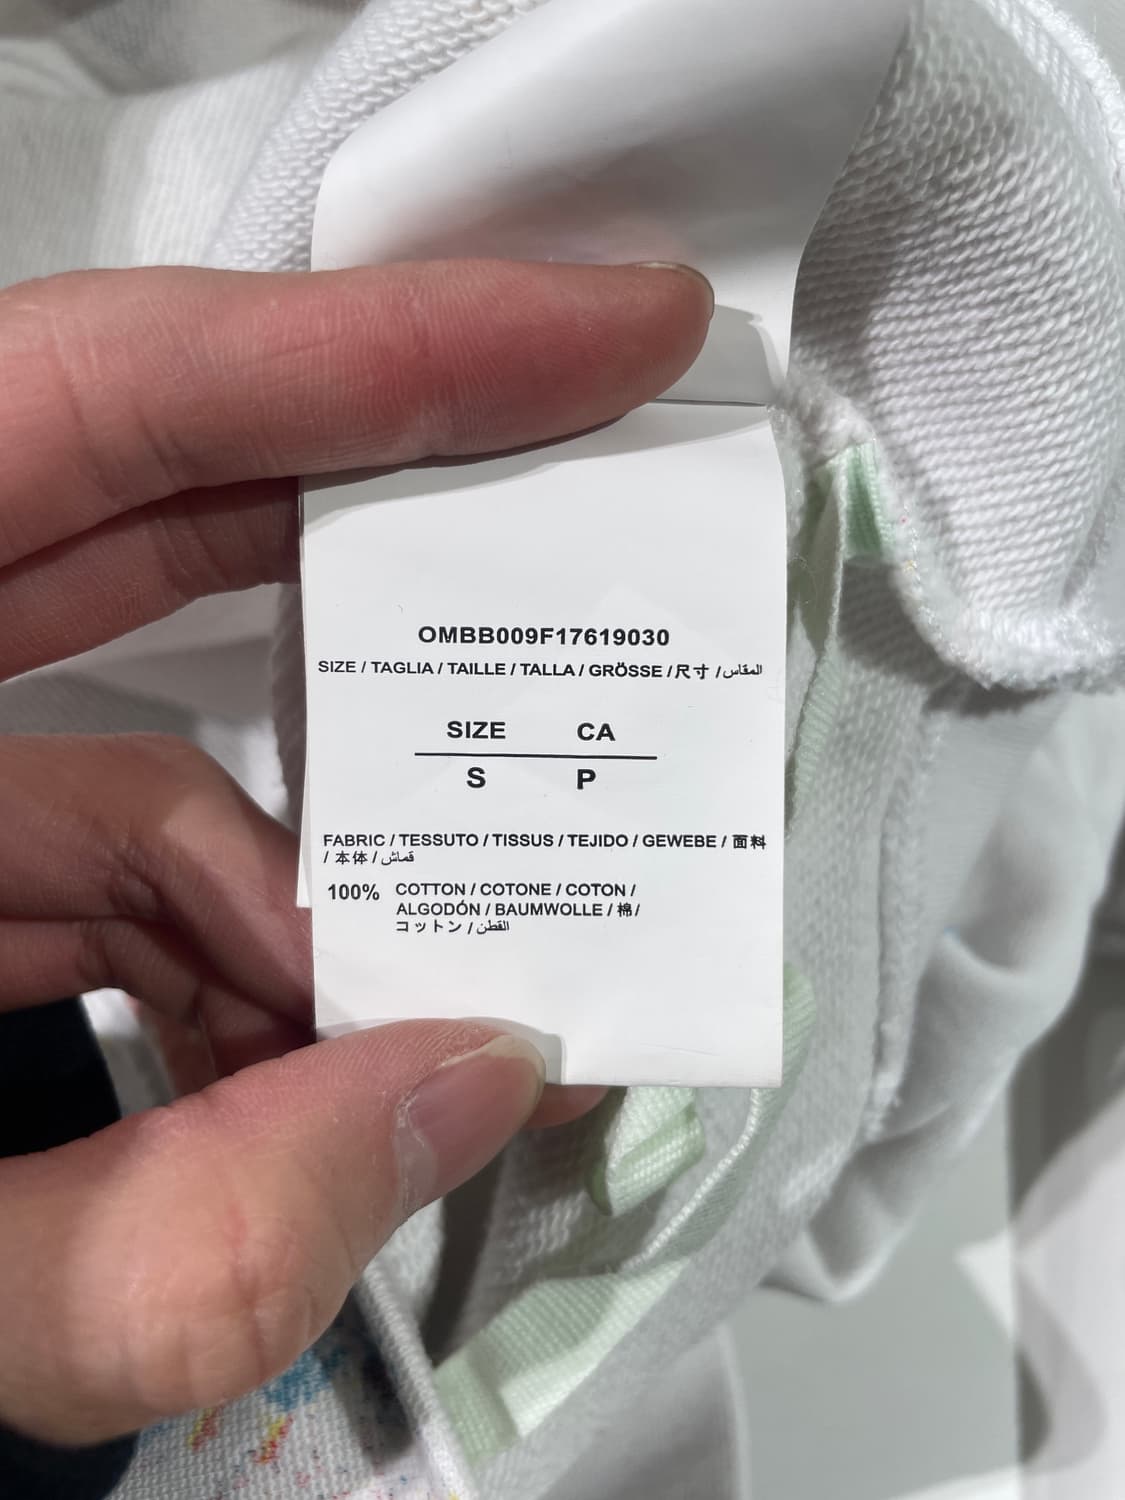 OMBB009F17619030
SIZE / TAGLIA / TAILLE / TALLA / GRÖSSE / 尺寸 / المقاس
SIZE CA
S P
FABRIC / TESSUTO / TISSUS / TEJIDO / GEWEBE / 面料
/ 本体 / قماش
100% COTTON / COTONE / COTON /
ALGODÓN / BAUMWOLLE / 棉 /
コットン / القطن